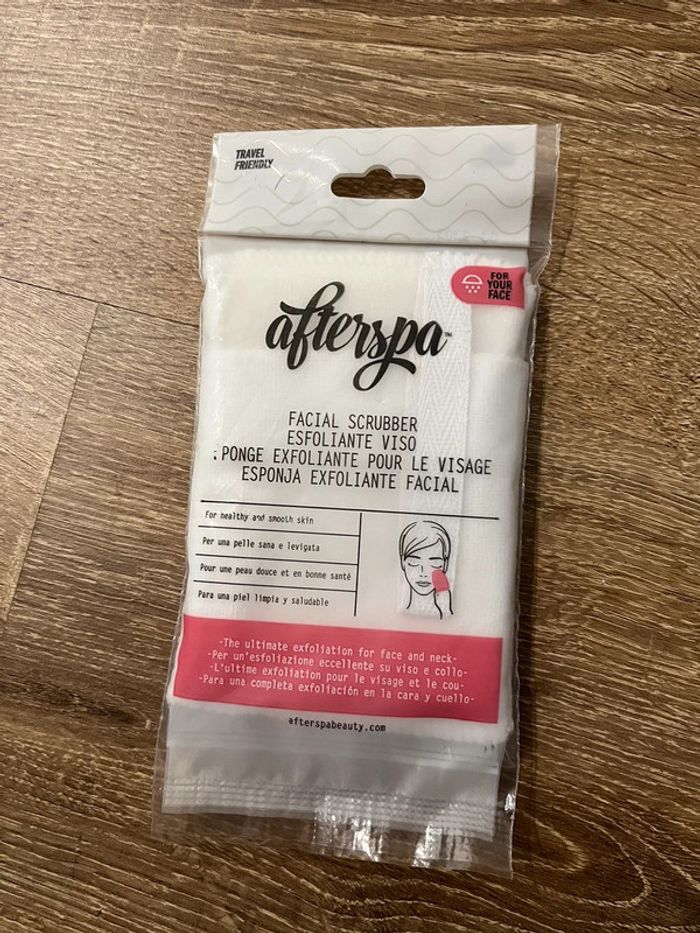 TRAVEL
FRIENDLY
FOR
YOUR
FACE
afterspa™
FACIAL SCRUBBER
ESFOLIANTE VISO
PONGE EXFOLIANTE POUR LE VISAGE
ESPONJA EXFOLIANTE FACIAL
For healthy and smooth skin
Per una pelle sana e levigata
Pour une peau douce et en bonne santé
Para una piel limpia y saludable
-The ultimate exfoliation for face and neck-
-Per un'esfoliazione eccellente su viso e collo-
-L'ultime exfoliation pour le visage et le cou-
-Para una completa exfoliación en la cara y cuello-
afterspabeauty.com